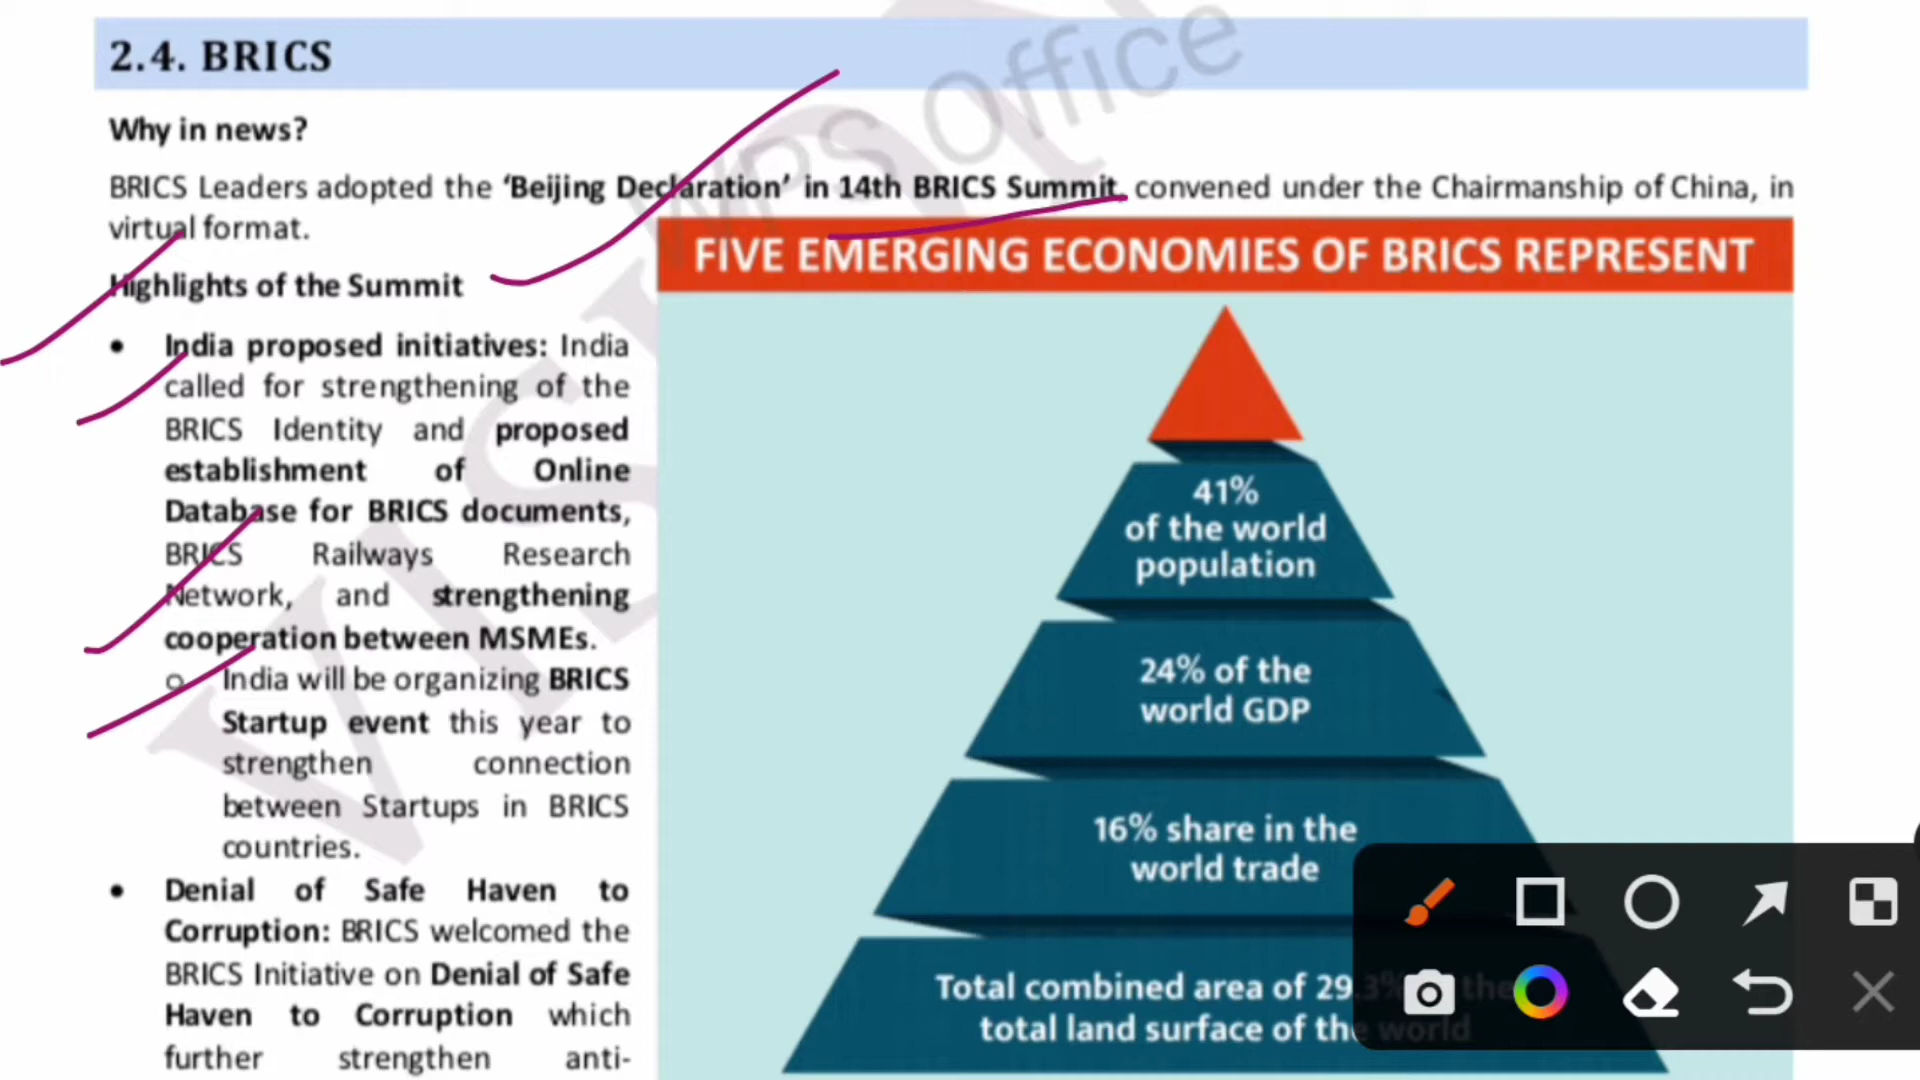 2.4. BRICS
Why in news?
BRICS Leaders adopted the ‘Beijing Declaration’ in 14th BRICS Summit, convened under the Chairmanship of China, in
virtual format.
Highlights of the Summit
• India proposed initiatives: India
called for strengthening of the
BRICS Identity and proposed
establishment of Online
Database for BRICS documents,
BRICS Railways Research
Network, and strengthening
cooperation between MSMEs.
o India will be organizing BRICS
Startup event this year to
strengthen connection
between Startups in BRICS
countries.
• Denial of Safe Haven to
Corruption: BRICS welcomed the
BRICS Initiative on Denial of Safe
Haven to Corruption which
further strengthen anti-
FIVE EMERGING ECONOMIES OF BRICS REPRESENT
41%
of the world
population
24% of the
world GDP
16% share in the
world trade
Total combined area of 29.3% the
total land surface of the world
WPS Office